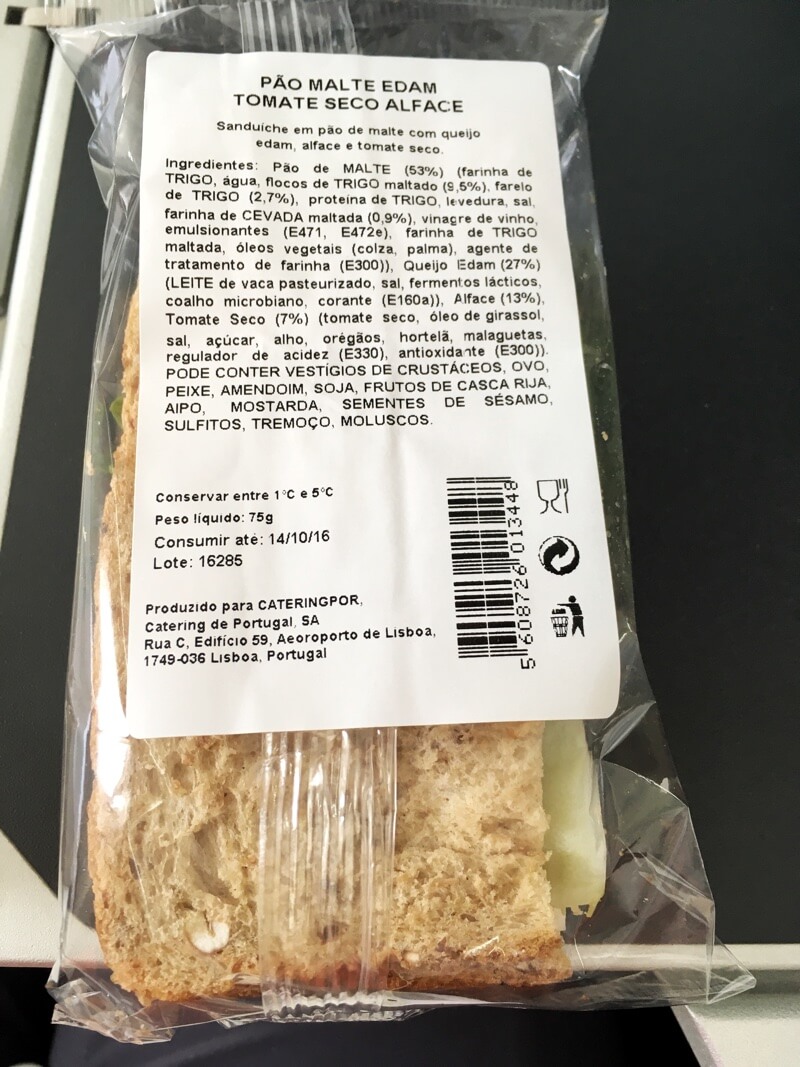 PÃO MALTE EDAM
TOMATE SECO ALFACE
Sanduíche em pão de malte com queijo
edam, alface e tomate seco.
Ingredientes: Pão de MALTE (53%) (farinha de
TRIGO, água, flocos de TRIGO maltado (9,5%), farelo
de TRIGO (2,7%), proteína de TRIGO, levedura, sal,
farinha de CEVADA maltada (0,9%), vinagre de vinho,
emulsionantes (E471, E472e), farinha de TRIGO
maltada, óleos vegetais (colza, palma), agente de
tratamento de farinha (E300)), Queijo Edam (27%)
(LEITE de vaca pasteurizado, sal, fermentos lácticos,
coalho microbiano, corante (E160a)), Alface (13%),
Tomate Seco (7%) (tomate seco, óleo de girassol,
sal, açúcar, alho, orégãos, hortelã, malaguetas,
regulador de acidez (E330), antioxidante (E300)).
PODE CONTER VESTÍGIOS DE CRUSTÁCEOS, OVO,
PEIXE, AMENDOIM, SOJA, FRUTOS DE CASCA RIJA,
AIPO, MOSTARDA, SEMENTES DE SÉSAMO,
SULFITOS, TREMOÇO, MOLUSCOS.
Conservar entre 1°C e 5°C
Peso líquido: 75g
Consumir até: 14/10/16
Lote: 16285
Produzido para CATERINGPOR,
Catering de Portugal, SA
Rua C, Edifício 59, Aeoroporto de Lisboa,
1749-036 Lisboa, Portugal
5 608726 013448